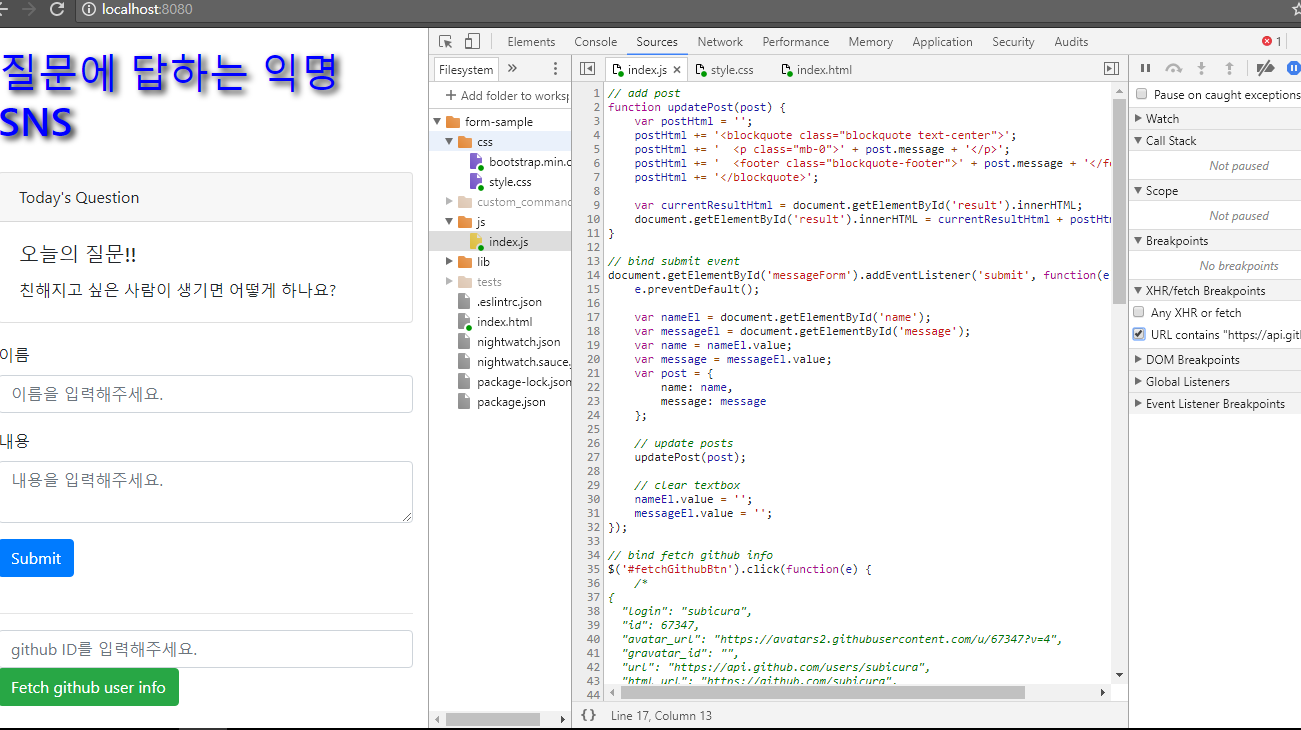 localhost:8080
질문에 답하는 익명
SNS
Today's Question
오늘의 질문!!
친해지고 싶은 사람이 생기면 어떻게 하나요?
이름
이름을 입력해주세요.
내용
내용을 입력해주세요.
Submit
github ID를 입력해주세요.
Fetch github user info
Elements Console Sources Network Performance Memory Application Security Audits 1
Filesystem »
+ Add folder to worksp
form-sample
css
bootstrap.min.c
style.css
custom_command
js
index.js
lib
tests
.eslintrc.json
index.html
nightwatch.json
nightwatch.sauce.
package-lock.json
package.json
index.js × style.css index.html
1 // add post
2 function updatePost(post) {
3 var postHtml = '';
4 postHtml += '<blockquote class="blockquote text-center">';
5 postHtml += '  <p class="mb-0">' + post.message + '</p>';
6 postHtml += '  <footer class="blockquote-footer">' + post.message + '</fo
7 postHtml += '</blockquote>';
8
9 var currentResultHtml = document.getElementById('result').innerHTML;
10 document.getElementById('result').innerHTML = currentResultHtml + postHtm
11 }
12
13 // bind submit event
14 document.getElementById('messageForm').addEventListener('submit', function(e
15 e.preventDefault();
16
17 var nameEl = document.getElementById('name');
18 var messageEl = document.getElementById('message');
19 var name = nameEl.value;
20 var message = messageEl.value;
21 var post = {
22 name: name,
23 message: message
24 };
25
26 // update posts
27 updatePost(post);
28
29 // clear textbox
30 nameEl.value = '';
31 messageEl.value = '';
32 });
33
34 // bind fetch github info
35 $('#fetchGithubBtn').click(function(e) {
36 /*
37 {
38 "login": "subicura",
39 "id": 67347,
40 "avatar_url": "https://avatars2.githubusercontent.com/u/67347?v=4",
41 "gravatar_id": "",
42 "url": "https://api.github.com/users/subicura",
43 "html_url": "https://github.com/subicura",
44
{} Line 17, Column 13
Pause on caught exceptions
Watch
Call Stack
Not paused
Scope
Not paused
Breakpoints
No breakpoints
XHR/fetch Breakpoints
Any XHR or fetch
URL contains "https://api.gitl
DOM Breakpoints
Global Listeners
Event Listener Breakpoints